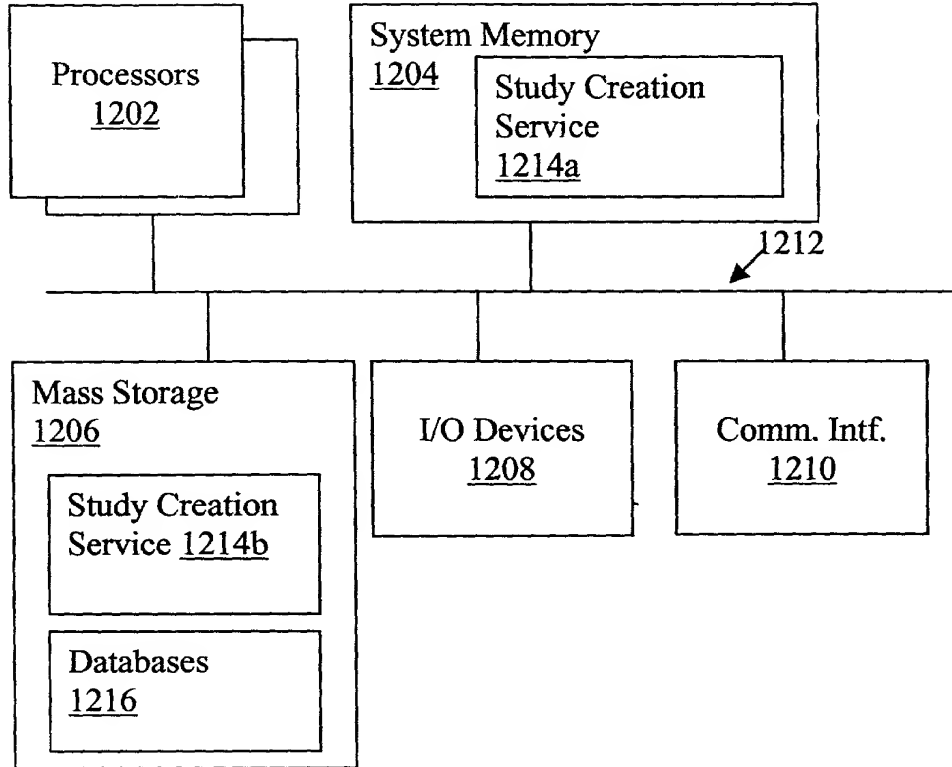 Processors
1202
System Memory
1204
Study Creation
Service
1214a
1212
Mass Storage
1206
Study Creation
Service 1214b
Databases
1216
I/O Devices
1208
Comm. Intf.
1210